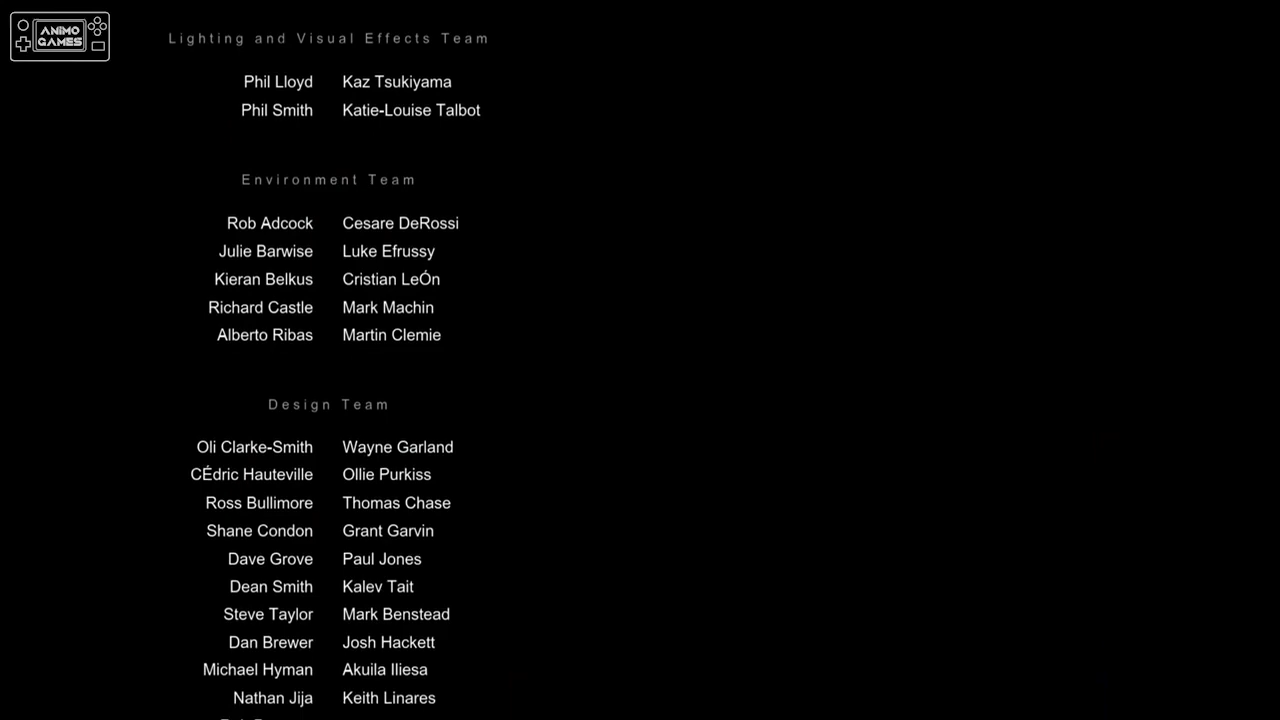 ANIMO
GAMES
Lighting and Visual Effects Team
Phil Lloyd Kaz Tsukiyama
Phil Smith Katie-Louise Talbot
Environment Team
Rob Adcock Cesare DeRossi
Julie Barwise Luke Efrussy
Kieran Belkus Cristian LeÓn
Richard Castle Mark Machin
Alberto Ribas Martin Clemie
Design Team
Oli Clarke-Smith Wayne Garland
CÉdric Hauteville Ollie Purkiss
Ross Bullimore Thomas Chase
Shane Condon Grant Garvin
Dave Grove Paul Jones
Dean Smith Kalev Tait
Steve Taylor Mark Benstead
Dan Brewer Josh Hackett
Michael Hyman Akuila Iliesa
Nathan Jija Keith Linares